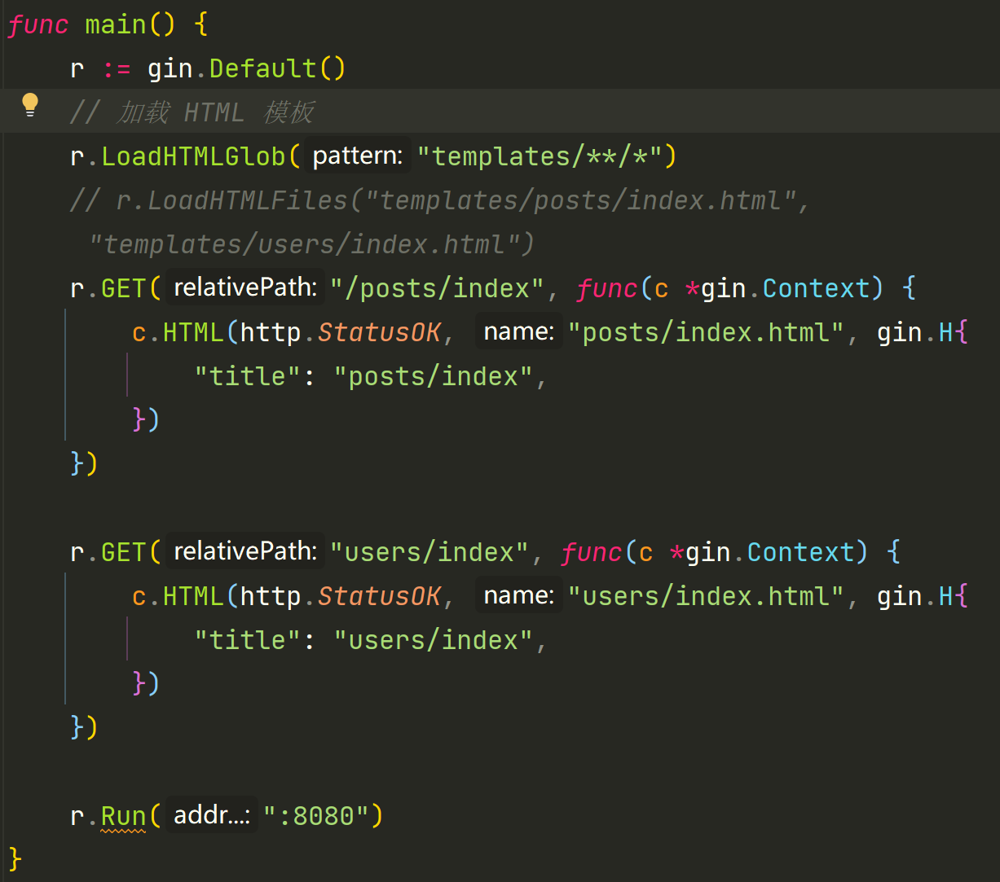 func main() {
    r := gin.Default()
    // 加载 HTML 模板
    r.LoadHTMLGlob( pattern: "templates/**/*")
    // r.LoadHTMLFiles("templates/posts/index.html",
     "templates/users/index.html")
    r.GET( relativePath: "/posts/index", func(c *gin.Context) {
        c.HTML(http.StatusOK, name: "posts/index.html", gin.H{
            "title": "posts/index",
        })
    })

    r.GET( relativePath: "users/index", func(c *gin.Context) {
        c.HTML(http.StatusOK, name: "users/index.html", gin.H{
            "title": "users/index",
        })
    })

    r.Run( addr...: ":8080")
}